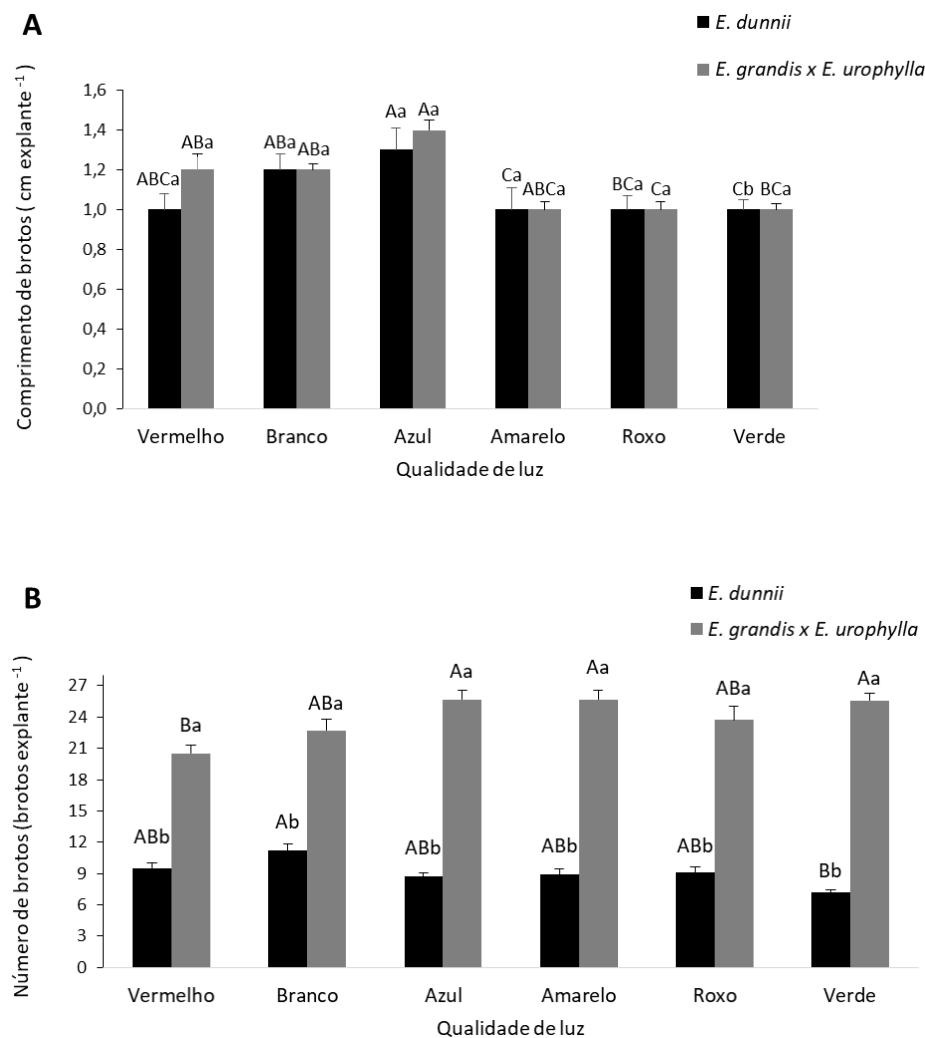 A
E. dunnii
E. grandis x E. urophylla
Comprimento de brotos ( cm explante ⁻¹ )
1,6
1,4
1,2
1,0
0,8
0,6
0,4
0,2
0,0
ABCa ABa ABa ABa Aa Aa Ca ABCa BCa Ca Cb BCa
Vermelho Branco Azul Amarelo Roxo Verde
Qualidade de luz
B
E. dunnii
E. grandis x E. urophylla
Número de brotos (brotos explante ⁻¹ )
27
24
21
18
15
12
9
6
3
0
ABb Ba Ab ABa ABb Aa ABb Aa ABb ABa Bb Aa
Vermelho Branco Azul Amarelo Roxo Verde
Qualidade de luz